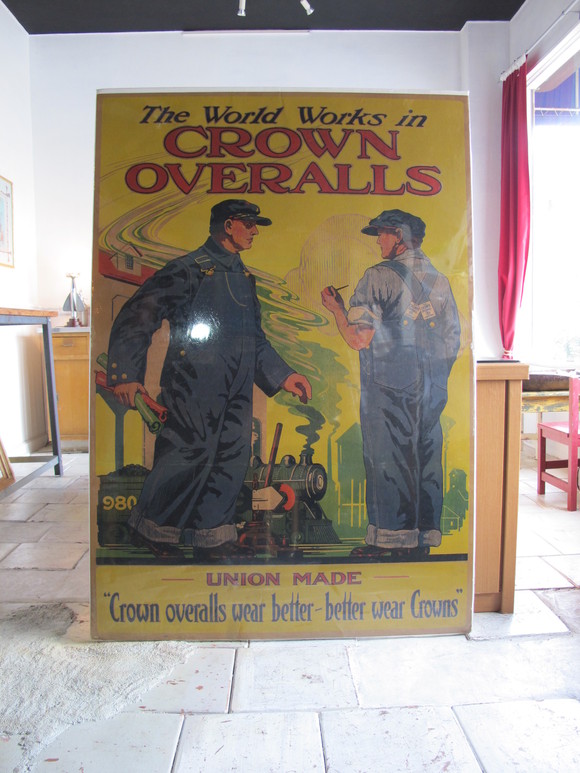 The World Works in
CROWN
OVERALLS
980
UNION MADE
"Crown overalls wear better - better wear Crowns"